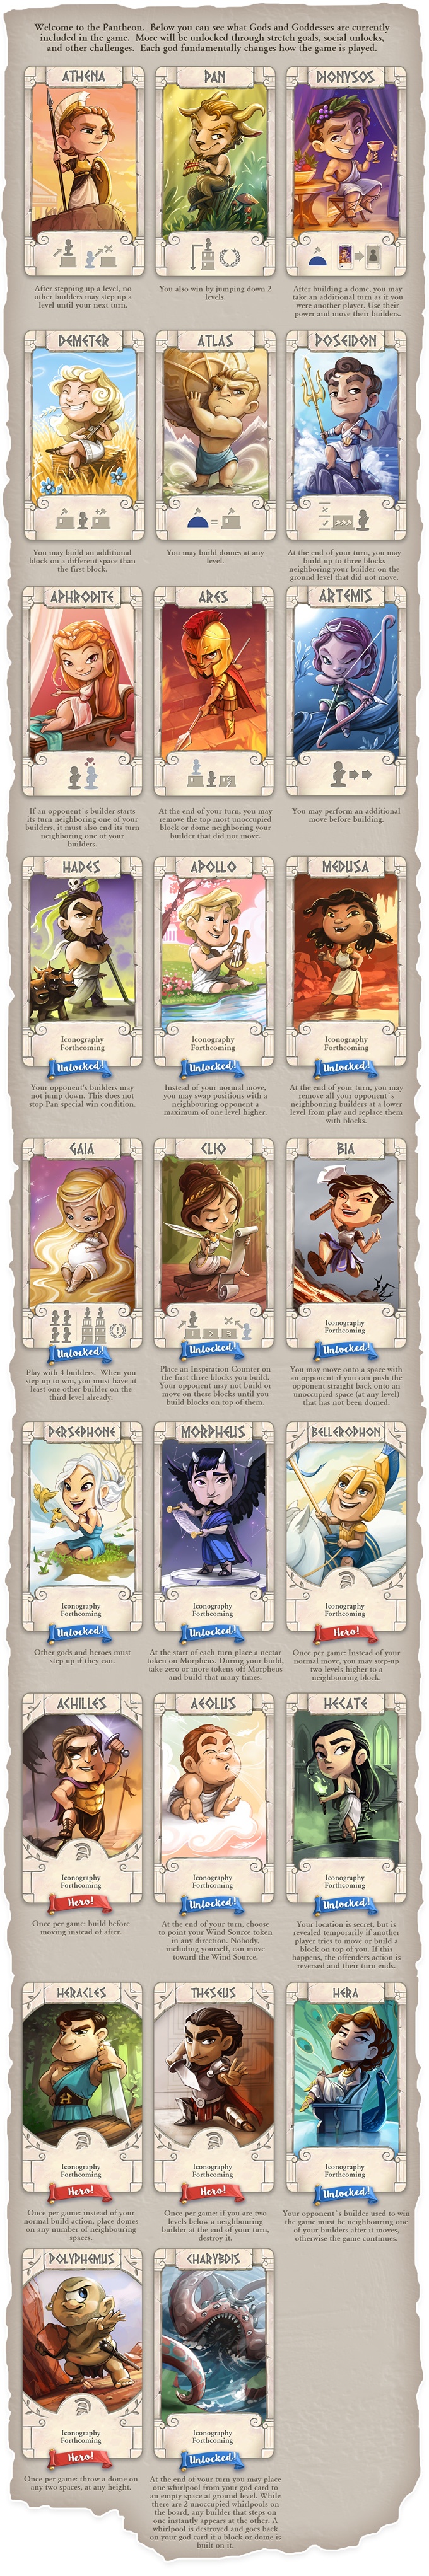 Welcome to the Pantheon. Below you can see what Gods and Goddesses are currently
included in the game. More will be unlocked through stretch goals, social unlocks,
and other challenges. Each god fundamentally changes how the game is played.
ATHENA
PAN
DIONYSOS
After stepping up a level, no
other builders may step up a
level until your next turn.
You also win by jumping down 2
levels.
After building a dome, you may
take an additional turn as if you
were another player. Use their
power and move their builders.
DEMETER
ATLAS
POSEIDON
You may build an additional
block on a different space than
the first block.
You may build domes at any
level.
At the end of your turn, you may
build up to three blocks
neighboring your builder on the
ground level that did not move.
APHRODITE
ARES
ARTEMIS
If an opponent's builder starts
its turn neighboring one of your
builders, it must also end its turn
neighboring one of your
builders.
At the end of your turn, you may
remove the top most unoccupied
block or dome neighboring your
builder that did not move.
You may perform an additional
move before building.
HADES
APOLLO
MEDUSA
Iconography
Forthcoming
Unlocked!
Iconography
Forthcoming
Unlocked!
Iconography
Forthcoming
Unlocked!
Your opponent's builders may
not jump down. This does not
stop Pan special win condition.
Instead of your normal move,
you may swap positions with a
neighbouring opponent a
maximum of one level higher.
At the end of your turn, you may
remove all your opponent's
neighbouring builders at a lower
level from play and replace them
with blocks.
GAIA
CLIO
BIA
Unlocked!
Unlocked!
Iconography
Forthcoming
Unlocked!
Play with 4 builders. When you
step up to win, you must have at
least one other builder on the
third level already.
Place an Inspiration Counter on
the first three blocks you build.
Your opponent may not build or
move on these blocks until you
build blocks on top of them.
You may move onto a space with
an opponent if you can push the
opponent straight back onto an
unoccupied space (at any level)
that has not been domed.
PERSEPHONE
MORPHEUS
BELLEROPHON
Iconography
Forthcoming
Unlocked!
Iconography
Forthcoming
Unlocked!
Iconography
Forthcoming
Hero!
Other gods and heroes must
step up if they can.
At the start of each turn place a nectar
token on Morpheus. During your build,
take zero or more tokens off Morpheus
and build that many times.
Once per game: Instead of your
normal move, you may step-up
two levels higher to a
neighbouring block.
ACHILLES
AEOLUS
HECATE
Iconography
Forthcoming
Hero!
Iconography
Forthcoming
Unlocked!
Iconography
Forthcoming
Unlocked!
Once per game: build before
moving instead of after.
At the end of your turn, choose
to point your Wind Source token
in any direction. Nobody,
including yourself, can move
toward the Wind Source.
Your location is secret, but is
revealed temporarily if another
player tries to move or build a
block on top of you. If this
happens, the offenders action is
reversed and their turn ends.
HERACLES
THESEUS
HERA
Iconography
Forthcoming
Hero!
Iconography
Forthcoming
Hero!
Iconography
Forthcoming
Unlocked!
Once per game: instead of your
normal build action, place domes
on any number of neighbouring
spaces.
Once per game: if you are two
levels below a neighbouring
builder at the end of your turn,
destroy it.
Your opponent's builder used to win
the game must be neighbouring one
of your builders after it moves,
otherwise the game continues.
POLYPHEMUS
CHARYBDIS
Iconography
Forthcoming
Hero!
Iconography
Forthcoming
Unlocked!
Once per game: throw a dome on
any two spaces, at any height.
At the end of your turn you may place
one whirlpool from your god card to
an empty space at ground level. While
there are 2 unoccupied whirlpools on
the board, any builder that steps on
one instantly appears at the other. A
whirlpool is destroyed and goes back
on your god card if a block or dome is
built on it.